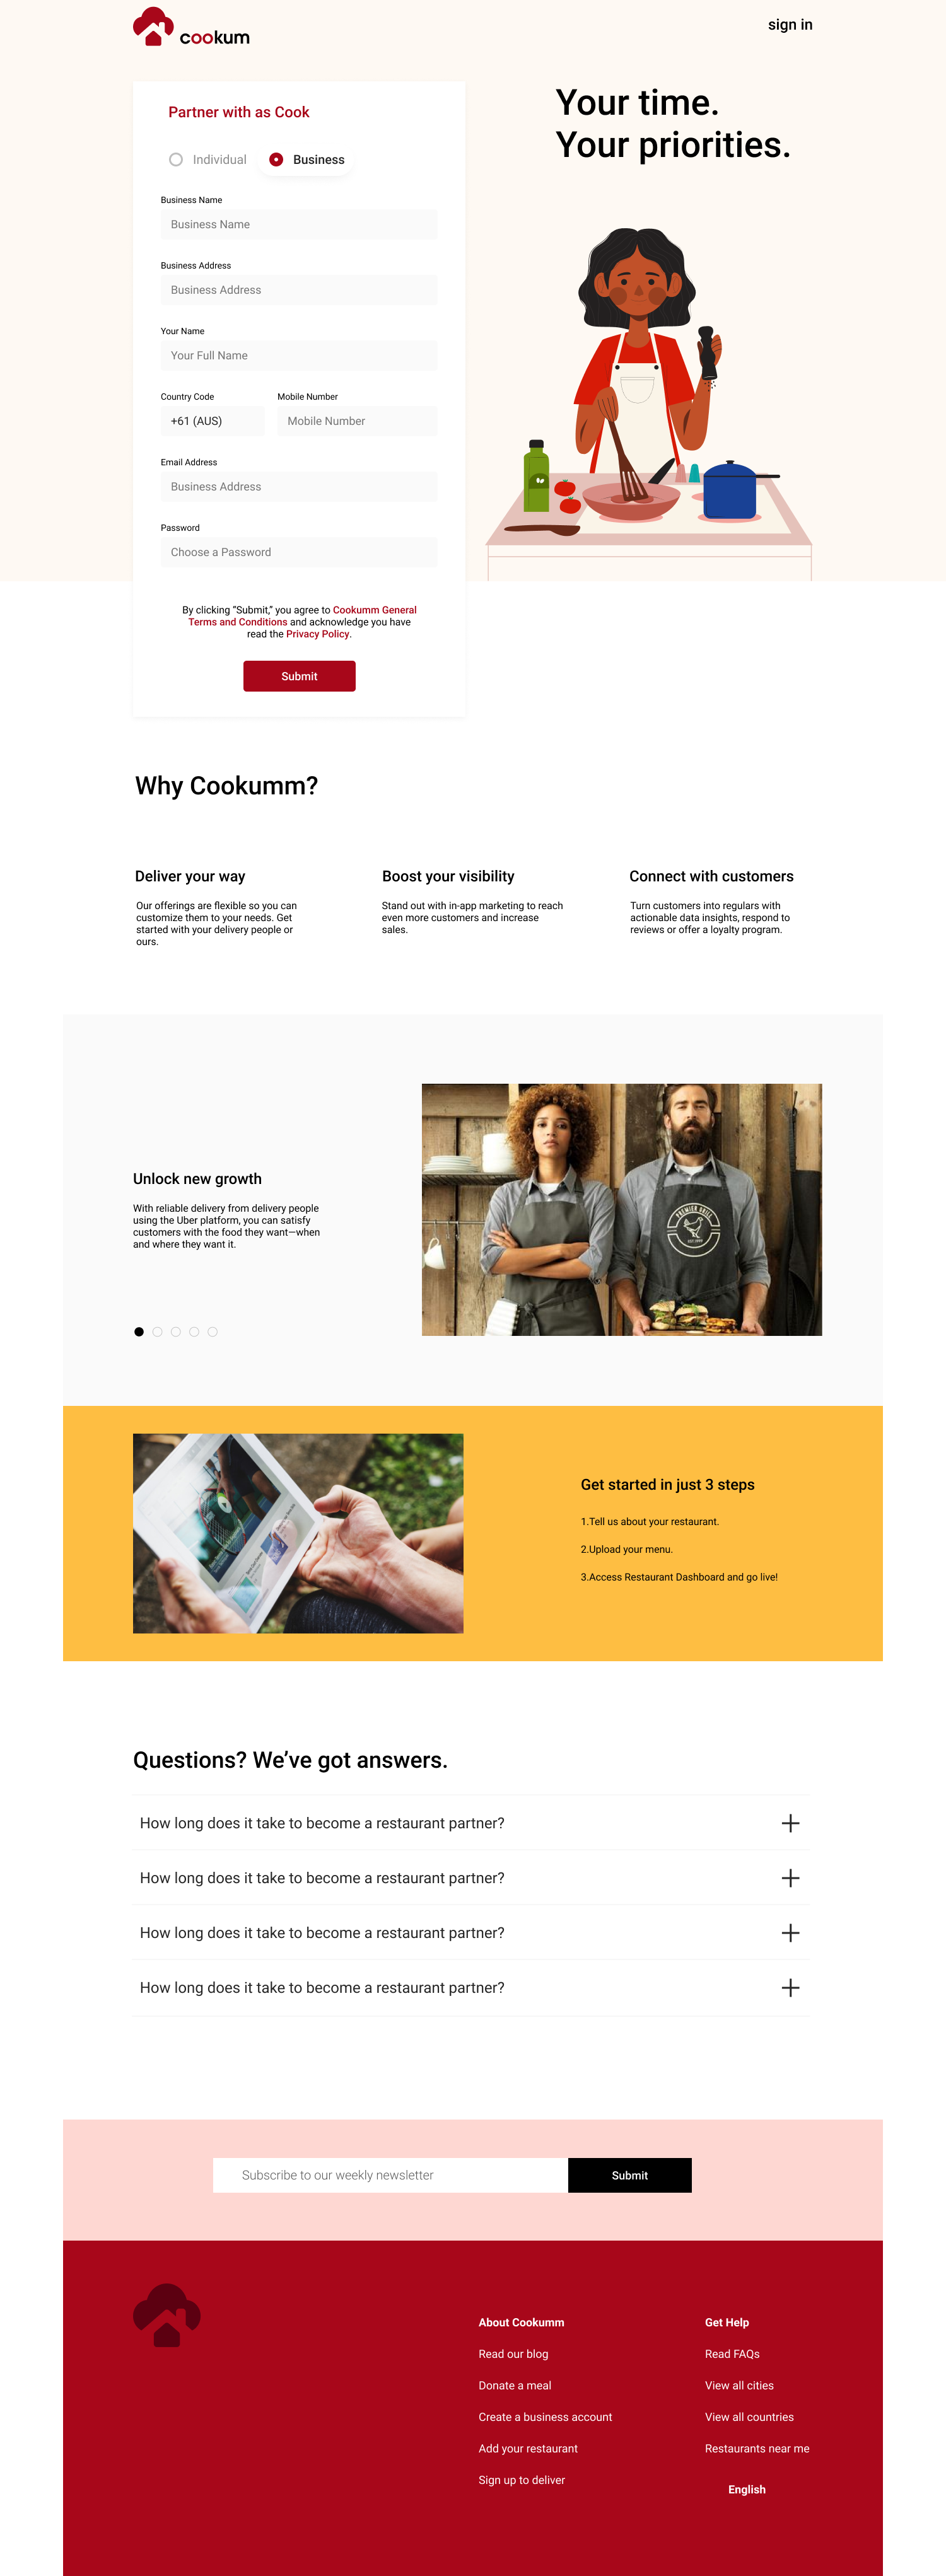 cookum
sign in
Partner with as Cook
Individual
Business
Business Name
Business Name
Business Address
Business Address
Your Name
Your Full Name
Country Code
Mobile Number
+61 (AUS)
Mobile Number
Email Address
Business Address
Password
Choose a Password
By clicking “Submit,” you agree to Cookumm General
Terms and Conditions and acknowledge you have
read the Privacy Policy.
Submit
Your time.
Your priorities.
Why Cookumm?
Deliver your way
Our offerings are flexible so you can
customize them to your needs. Get
started with your delivery people or
ours.
Boost your visibility
Stand out with in-app marketing to reach
even more customers and increase
sales.
Connect with customers
Turn customers into regulars with
actionable data insights, respond to
reviews or offer a loyalty program.
Unlock new growth
With reliable delivery from delivery people
using the Uber platform, you can satisfy
customers with the food they want—when
and where they want it.
PREMIER GRILL
Get started in just 3 steps
1.Tell us about your restaurant.
2.Upload your menu.
3.Access Restaurant Dashboard and go live!
Questions? We’ve got answers.
How long does it take to become a restaurant partner?
How long does it take to become a restaurant partner?
How long does it take to become a restaurant partner?
How long does it take to become a restaurant partner?
Subscribe to our weekly newsletter
Submit
About Cookumm
Read our blog
Donate a meal
Create a business account
Add your restaurant
Sign up to deliver
Get Help
Read FAQs
View all cities
View all countries
Restaurants near me
English